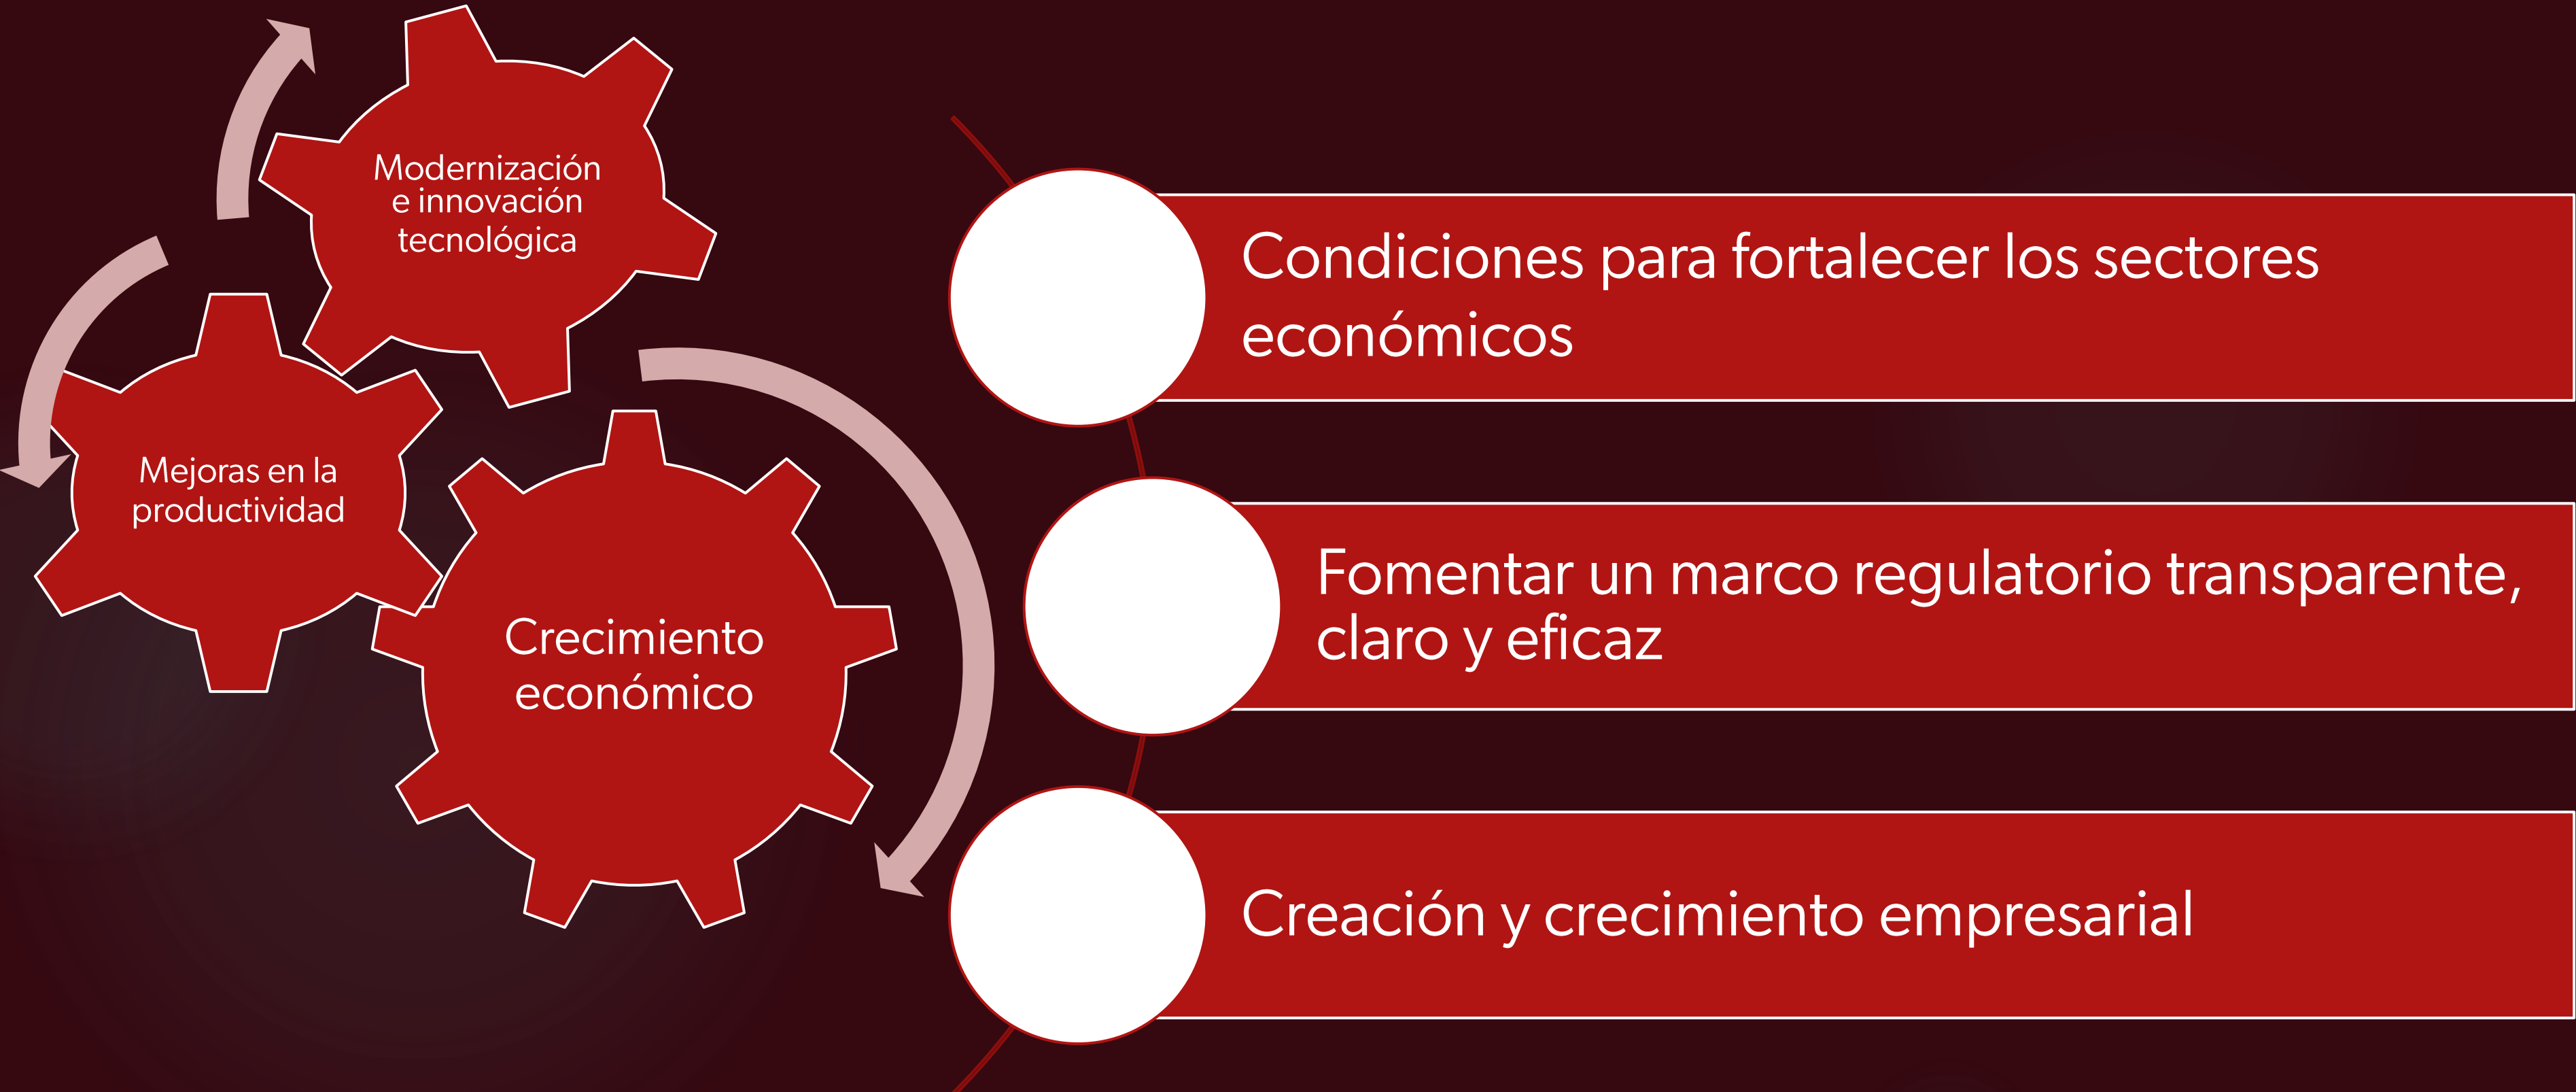 Modernización
e innovación
tecnológica
Mejoras en la
productividad
Crecimiento
económico
Condiciones para fortalecer los sectores
económicos
Fomentar un marco regulatorio transparente,
claro y eficaz
Creación y crecimiento empresarial